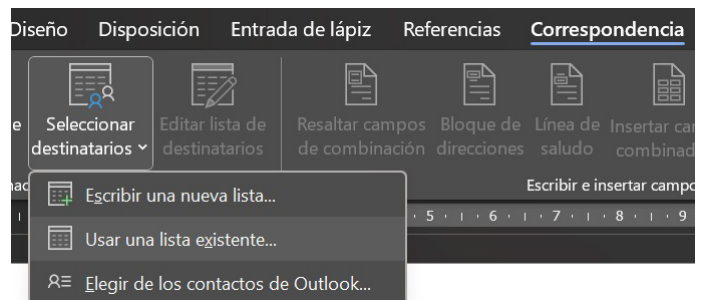 Diseño Disposición Entrada de lápiz Referencias Correspondencia
Seleccionar destinatarios
Editar lista de destinatarios
Resaltar campos de combinación
Bloque de direcciones
Línea de saludo
Insertar
Escribir e insertar
5 6 7 8 9
Escribir una nueva lista...
Usar una lista existente...
Elegir de los contactos de Outlook...